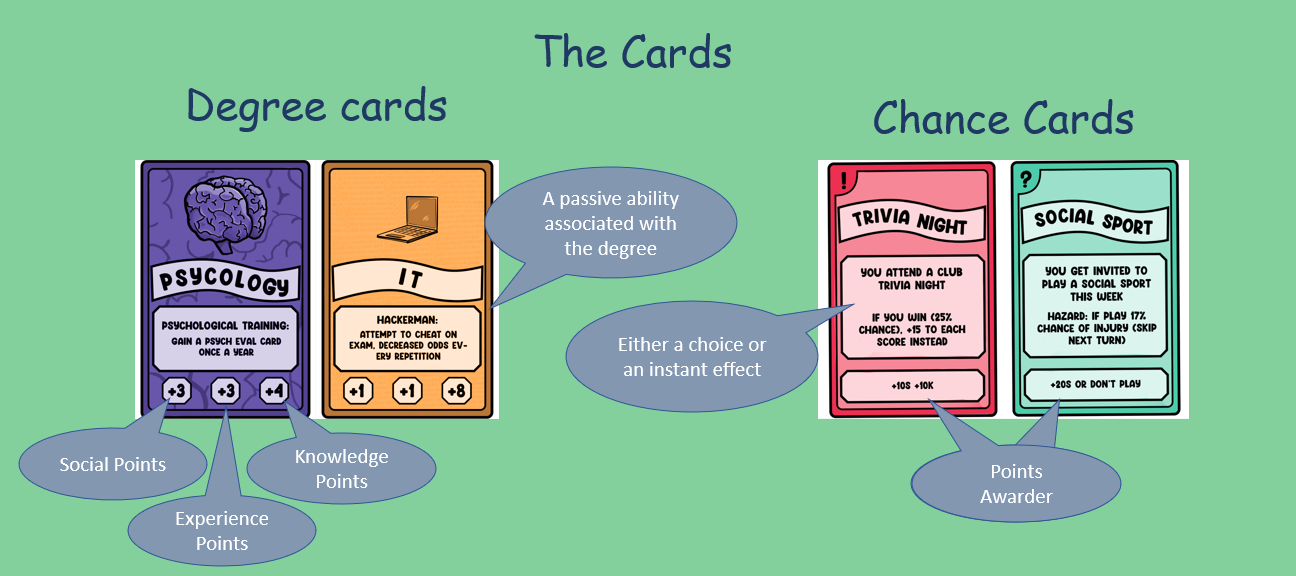 The Cards
Degree cards
Chance Cards
PSYCOLOGY
PSYCHOLOGICAL TRAINING:
GAIN A PSYCH EVAL CARD
ONCE A YEAR
+3
+3
+4
IT
HACKERMAN:
ATTEMPT TO CHEAT ON
EXAM, DECREASED ODDS EV-
ERY REPETITION
+1
+1
+8
A passive ability
associated with
the degree
Social Points
Experience
Points
Knowledge
Points
!
TRIVIA NIGHT
YOU ATTEND A CLUB
TRIVIA NIGHT
IF YOU WIN (25%
CHANCE), +15 TO EACH
SCORE INSTEAD
+10S +10K
?
SOCIAL SPORT
YOU GET INVITED TO
PLAY A SOCIAL SPORT
THIS WEEK
HAZARD: IF PLAY 17%
CHANCE OF INJURY (SKIP
NEXT TURN)
+20S OR DON'T PLAY
Either a choice or
an instant effect
Points
Awarder